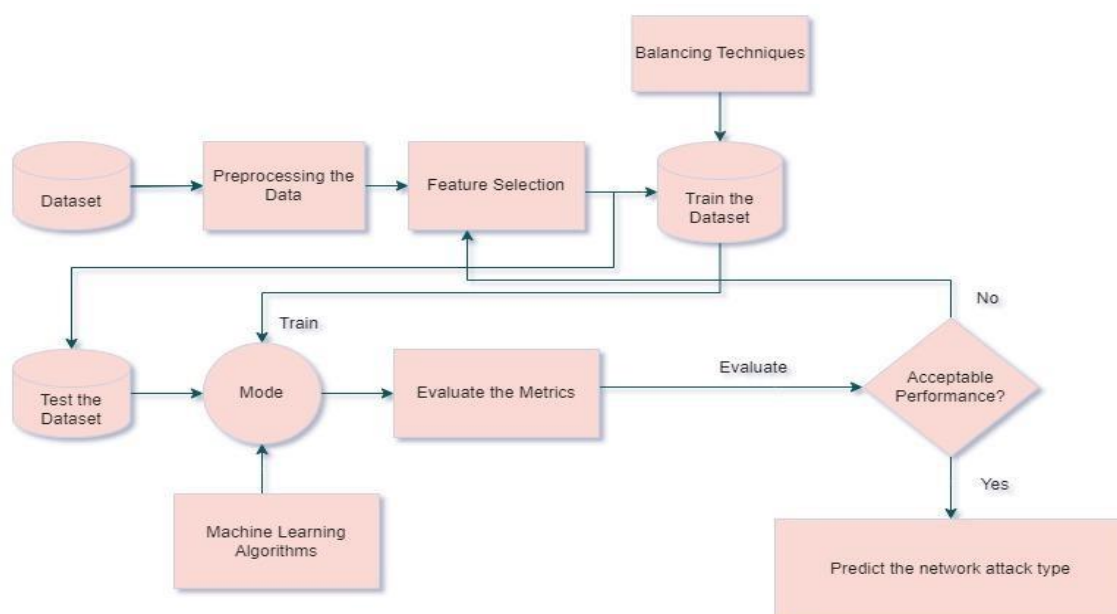 Balancing Techniques
Dataset
Preprocessing the
Data
Feature Selection
Train the
Dataset
No
Train
Test the
Dataset
Mode
Evaluate the Metrics
Evaluate
Acceptable
Performance?
Yes
Machine Learning
Algorithms
Predict the network attack type